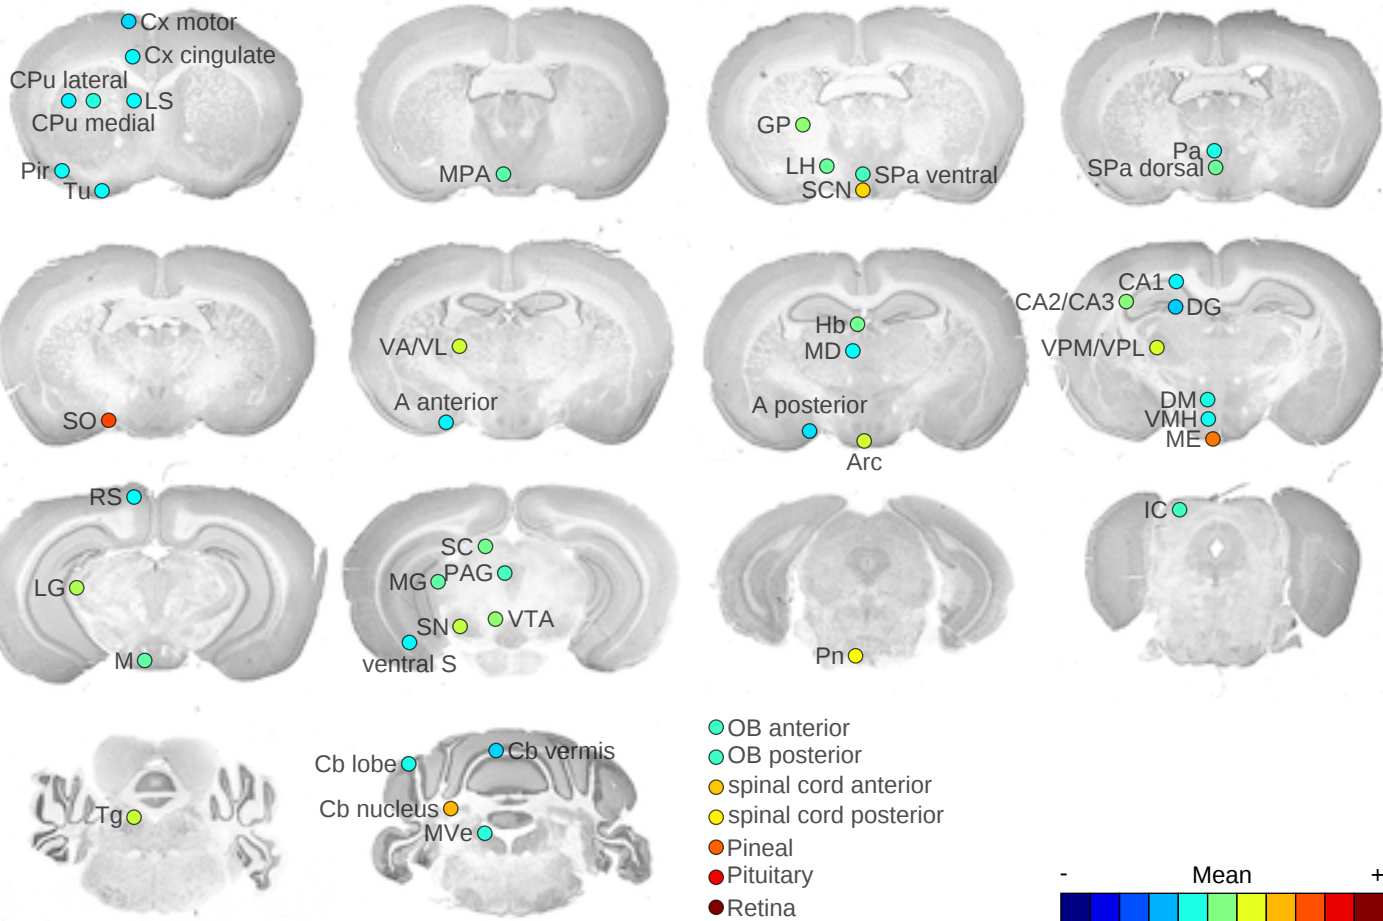 Cx motor
Cx cingulate
CPu lateral
LS
CPu medial
Pir
Tu
MPA
GP
LH
SPa ventral
SCN
Pa
SPa dorsal
SO
VA/VL
A anterior
Hb
MD
A posterior
Arc
CA1
CA2/CA3
DG
VPM/VPL
DM
VMH
ME
RS
LG
M
SC
PAG
MG
VTA
SN
ventral S
Pn
IC
Tg
Cb vermis
Cb lobe
Cb nucleus
MVe
OB anterior
OB posterior
spinal cord anterior
spinal cord posterior
Pineal
Pituitary
Retina
- Mean +